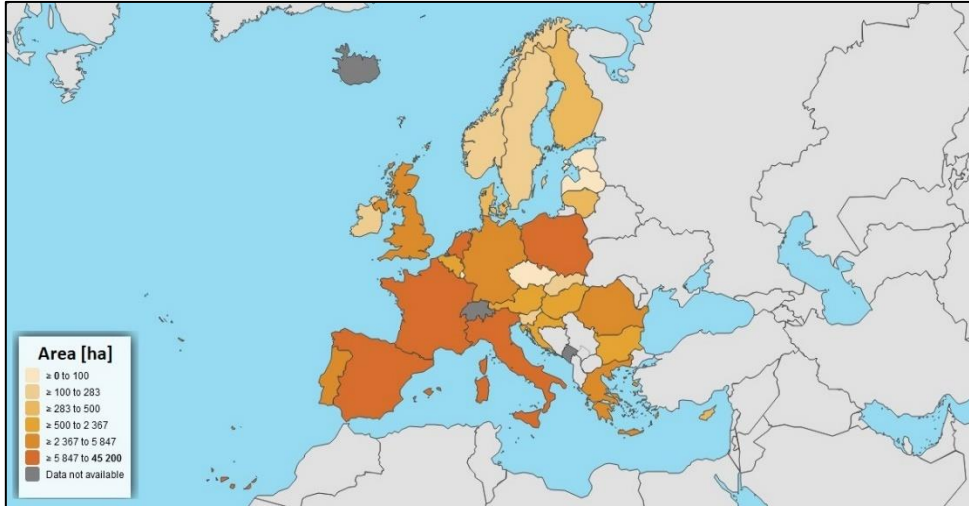 Area [ha]
≥ 0 to 100
≥ 100 to 283
≥ 283 to 500
≥500 to 2 367
≥ 2 367 to 5 847
≥ 5 847 to 45 200
Data not available